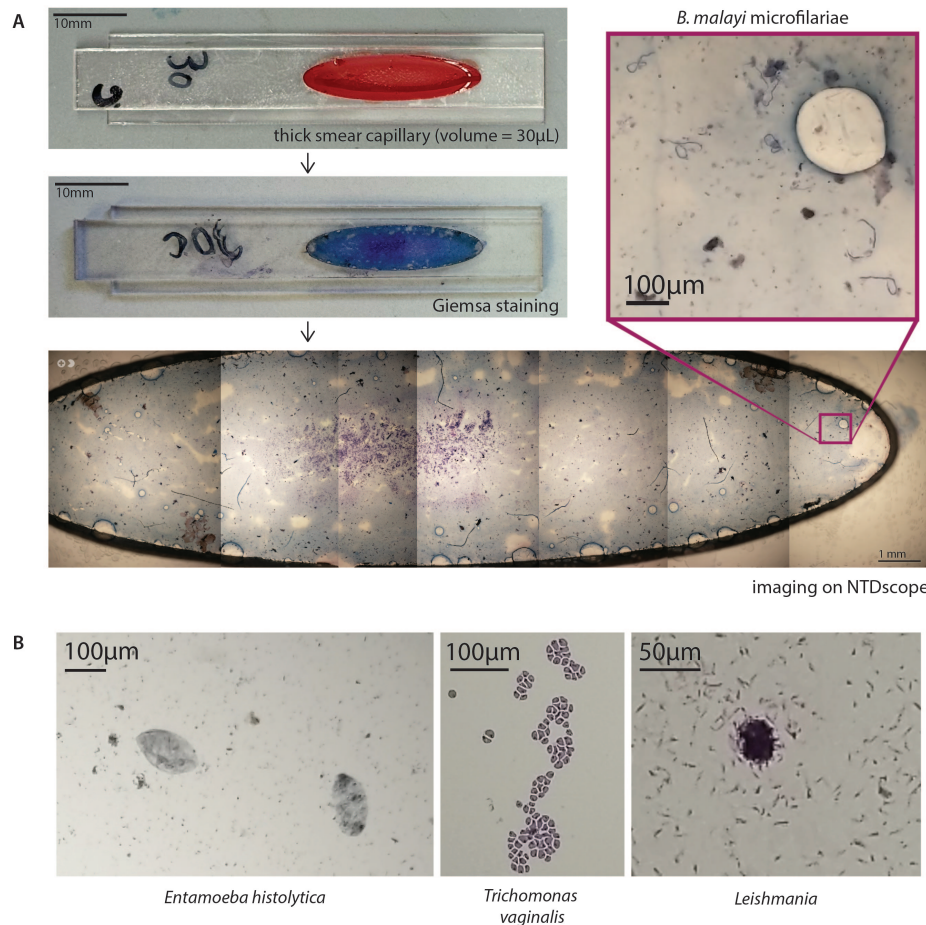 A
10mm
30
thick smear capillary (volume = 30µL)
10mm
30C
Giemsa staining
B. malayi microfilariae
100µm
1 mm
imaging on NTDscope
B
100µm
100µm
50µm
Entamoeba histolytica
Trichomonas
vaginalis
Leishmania